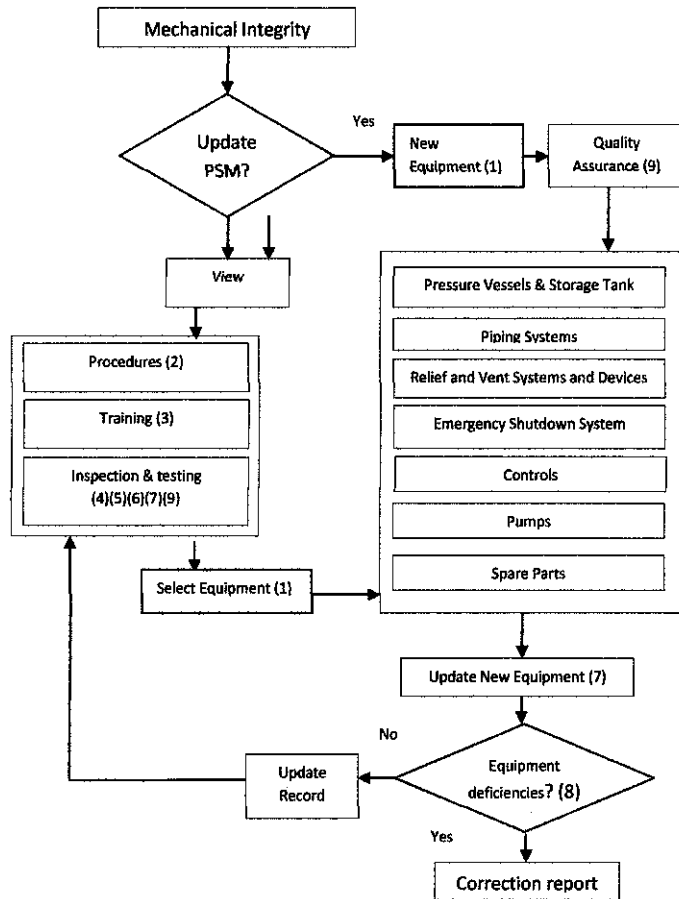 Mechanical Integrity
Update
PSM?
Yes
New
Equipment (1)
Quality
Assurance (9)
View
Pressure Vessels & Storage Tank
Piping Systems
Relief and Vent Systems and Devices
Emergency Shutdown System
Controls
Pumps
Spare Parts
Procedures (2)
Training (3)
Inspection & testing
(4)(5)(6)(7)(9)
Select Equipment (1)
Update New Equipment (7)
No
Equipment
deficiencies? (8)
Update
Record
Yes
Correction report